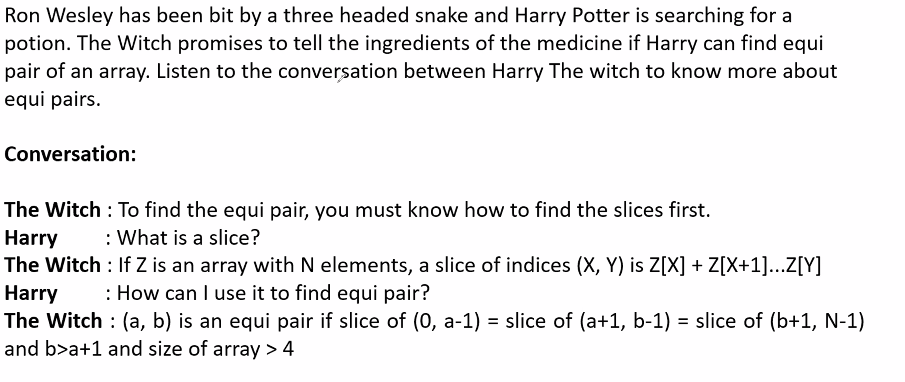 Ron Wesley has been bit by a three headed snake and Harry Potter is searching for a
potion. The Witch promises to tell the ingredients of the medicine if Harry can find equi
pair of an array. Listen to the conversation between Harry The witch to know more about
equi pairs.
Conversation:
The Witch : To find the equi pair, you must know how to find the slices first.
Harry : What is a slice?
The Witch : If Z is an array with N elements, a slice of indices (X, Y) is Z[X] + Z[X+1]...Z[Y]
Harry : How can I use it to find equi pair?
The Witch : (a, b) is an equi pair if slice of (0, a-1) = slice of (a+1, b-1) = slice of (b+1, N-1)
and b>a+1 and size of array > 4